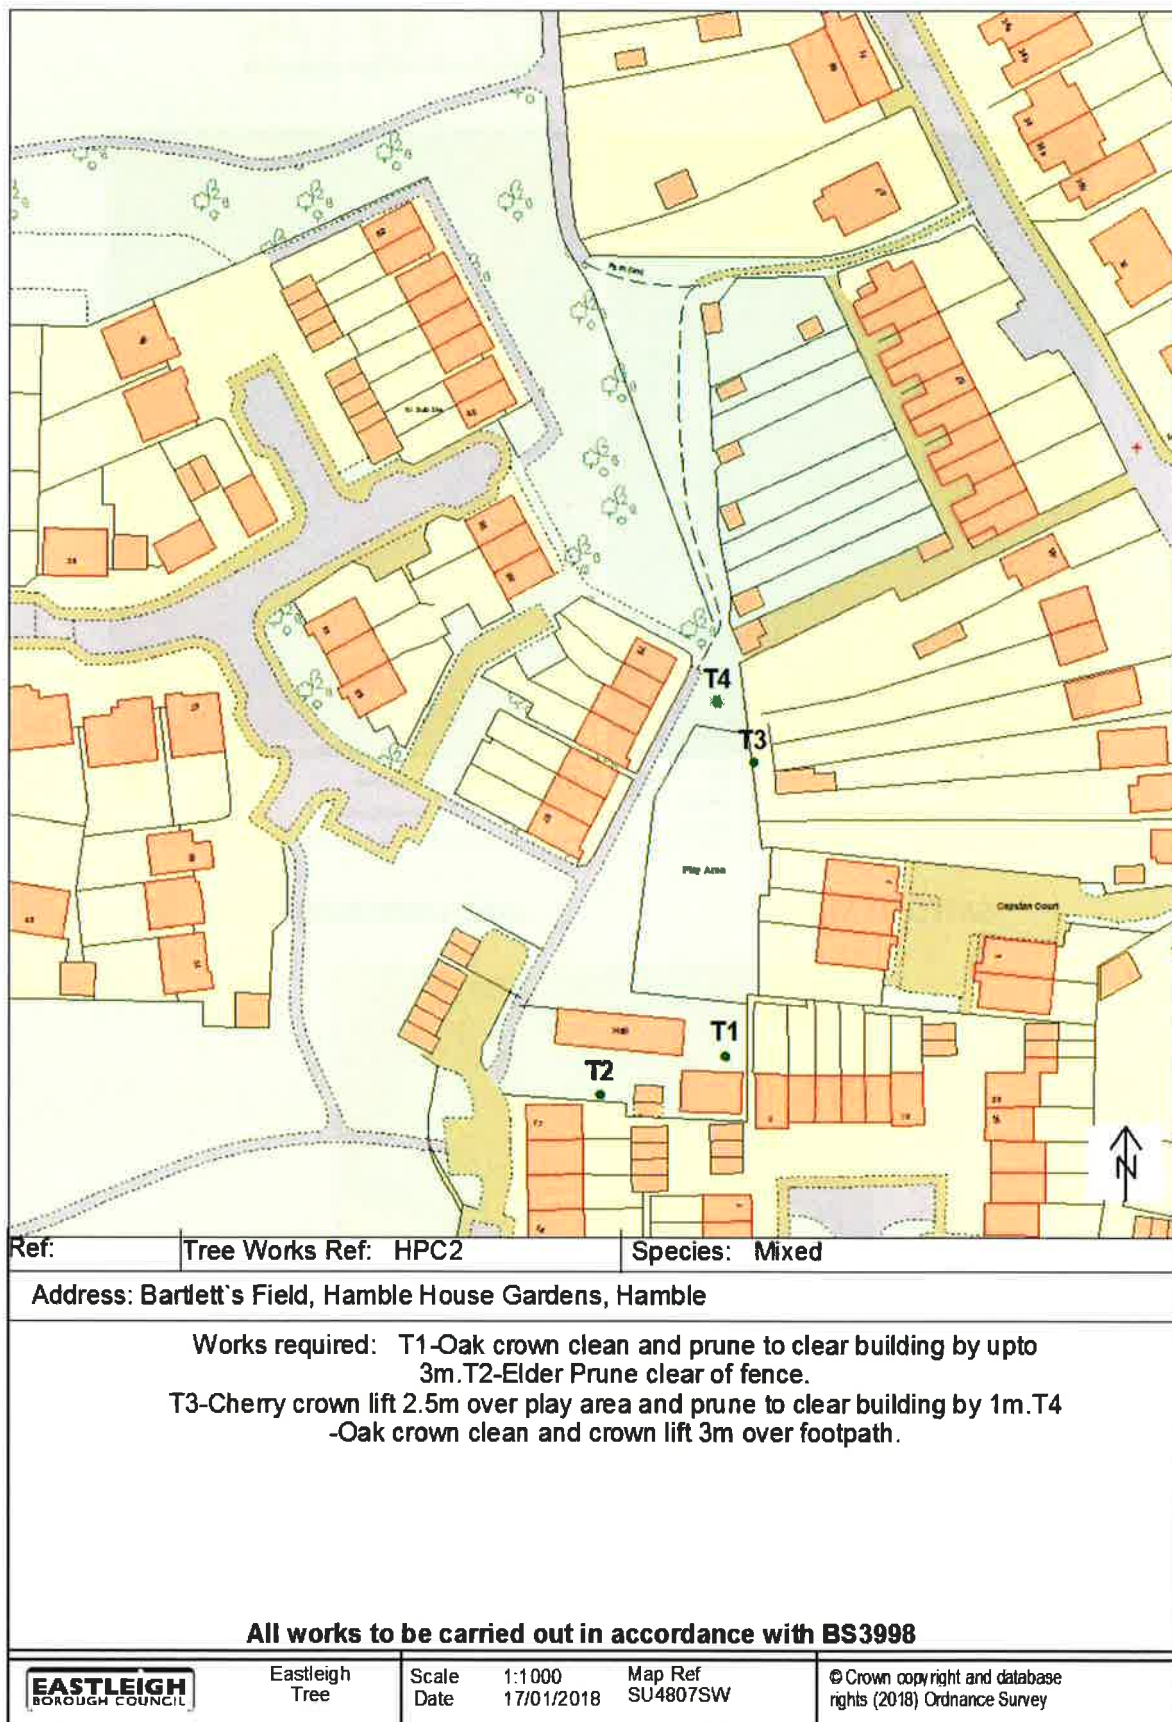 Path (um)
T4
T3
Play Area
Capstan Court
Hall
T1
T2
El Sub Sta
N
Ref:
Tree Works Ref: HPC2
Species: Mixed
Address: Bartlett`s Field, Hamble House Gardens, Hamble
Works required: T1-Oak crown clean and prune to clear building by upto
3m.T2-Elder Prune clear of fence.
T3-Cherry crown lift 2.5m over play area and prune to clear building by 1m.T4
-Oak crown clean and crown lift 3m over footpath.
All works to be carried out in accordance with BS3998
EASTLEIGH
BOROUGH COUNCIL
Eastleigh
Tree
Scale 1:1000
Date 17/01/2018
Map Ref
SU4807SW
© Crown copyright and database
rights (2018) Ordnance Survey